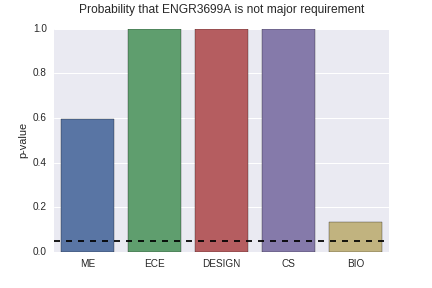 Probability that ENGR3699A is not major requirement
1.0
0.8
0.6
0.4
0.2
0.0
p-value
ME ECE DESIGN CS BIO